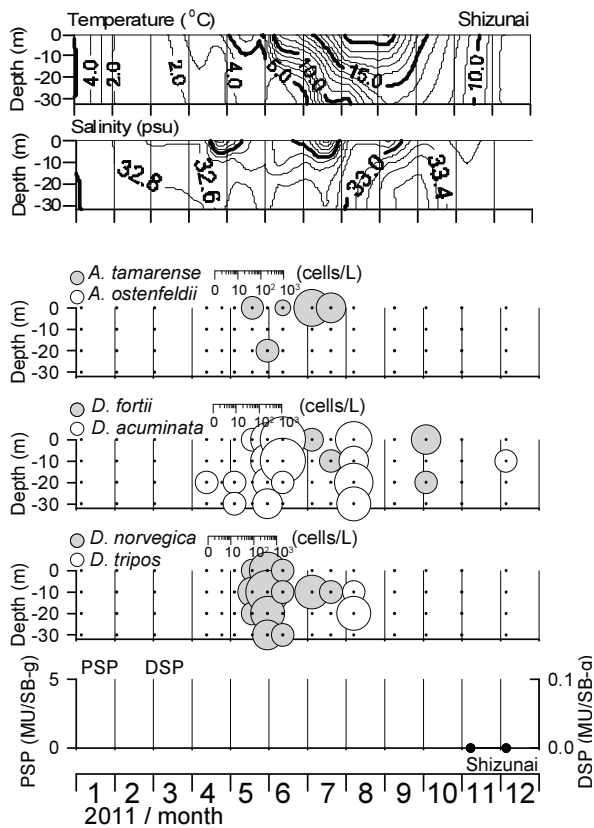 Temperature (°C) Shizunai
Depth (m)
0
-10
-20
-30
4.0
2.0
2.0
4.0
5.0
10.0
15.0
10.0
Salinity (psu)
Depth (m)
0
-10
-20
-30
32.8
32.6
33.0
33.4
A. tamarense
A. ostenfeldii
0 10 10² 10³ (cells/L)
Depth (m)
0
-10
-20
-30
D. fortii
D. acuminata
0 10 10² 10³ (cells/L)
Depth (m)
0
-10
-20
-30
D. norvegica
D. tripos
0 10 10² 10³ (cells/L)
Depth (m)
0
-10
-20
-30
PSP DSP
PSP (MU/SB-g)
5
0
DSP (MU/SB-g)
0.1
0.0
Shizunai
1 2 3 4 5 6 7 8 9 10 11 12
2011 / month